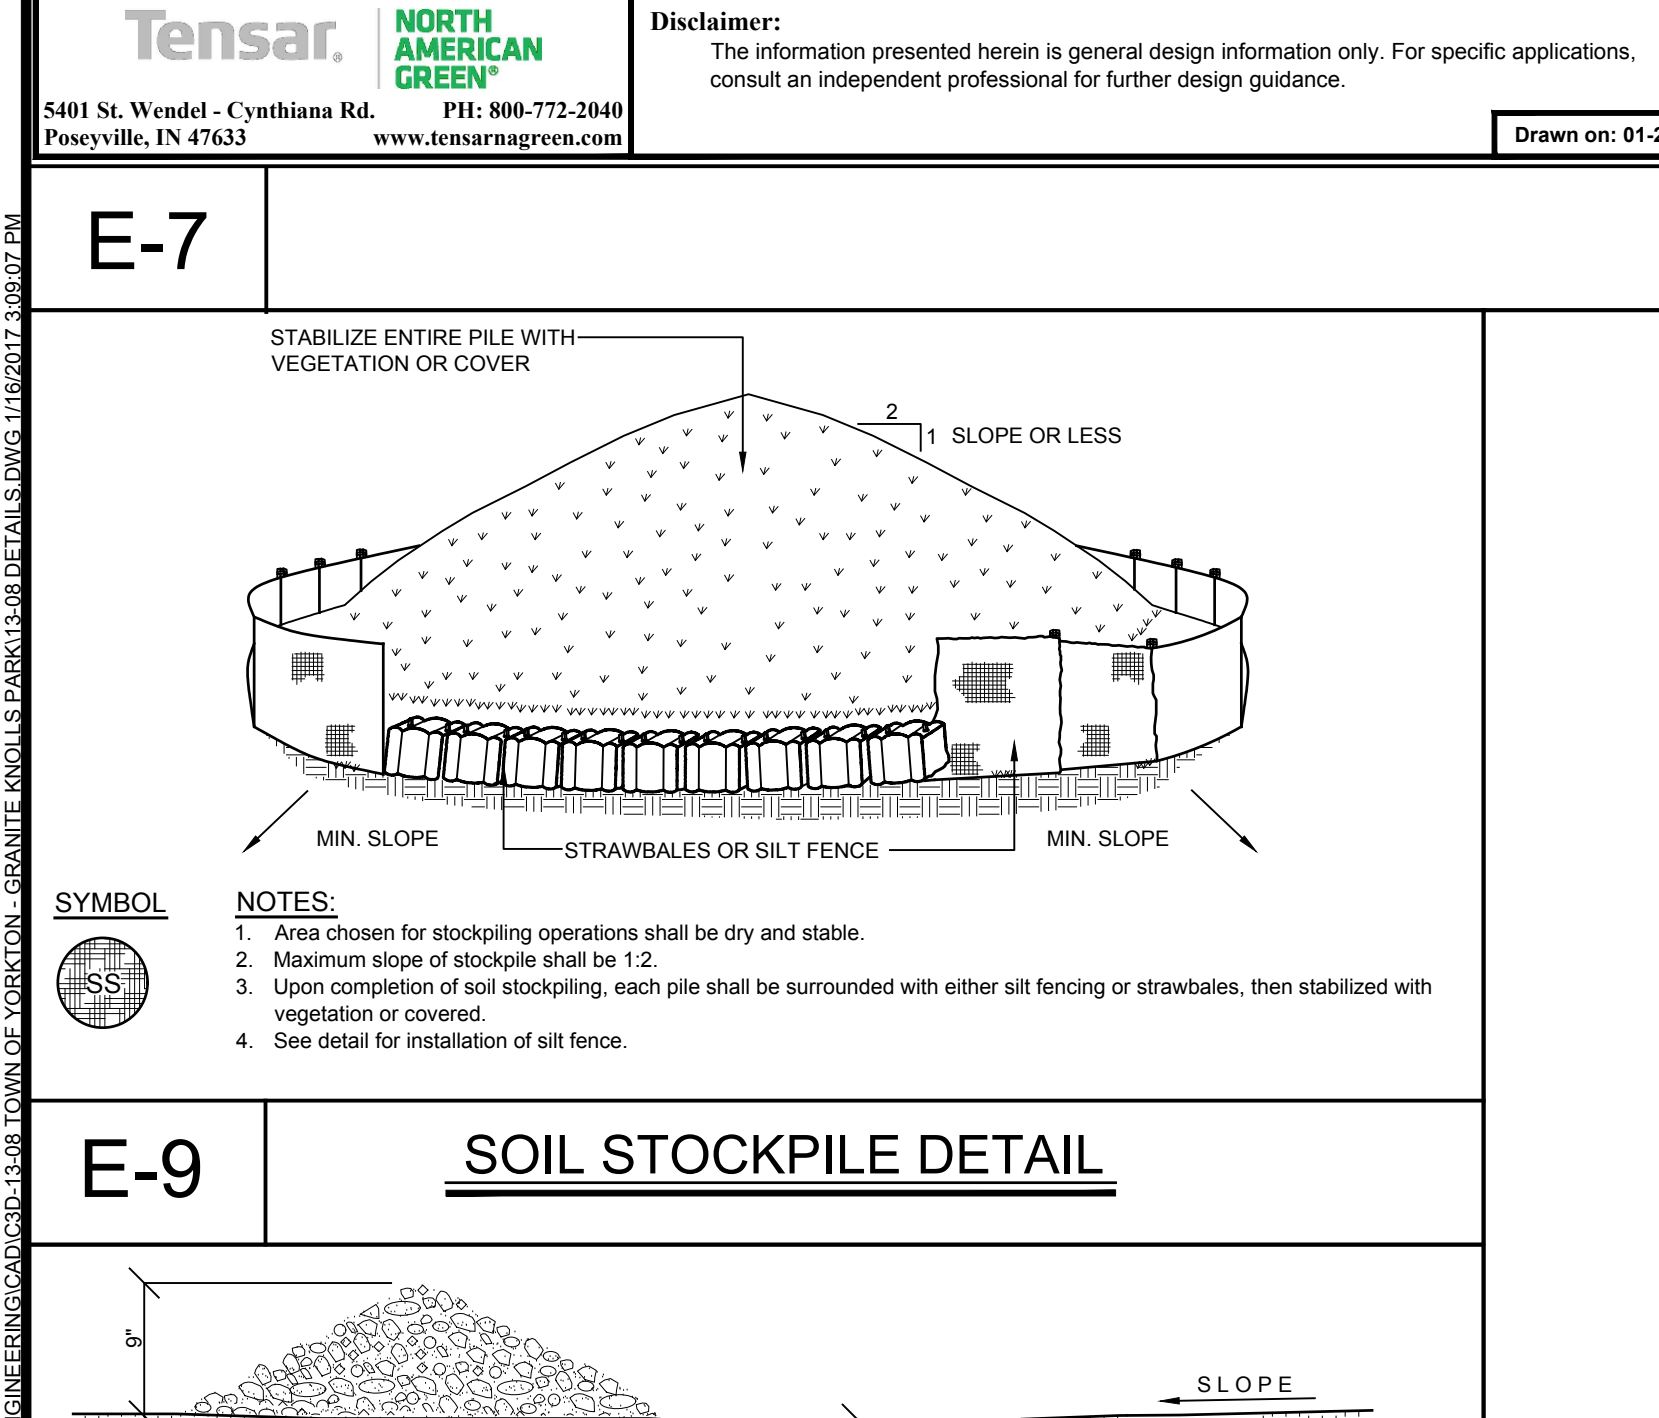 Tensar®
NORTH
AMERICAN
GREEN®
5401 St. Wendel - Cynthiana Rd. PH: 800-772-2040
Poseyville, IN 47633 www.tensarnagreen.com
Disclaimer:
The information presented herein is general design information only. For specific applications,
consult an independent professional for further design guidance.
Drawn on: 01-2
E-7
STABILIZE ENTIRE PILE WITH
VEGETATION OR COVER
2
1 SLOPE OR LESS
MIN. SLOPE
STRAWBALES OR SILT FENCE
MIN. SLOPE
SYMBOL
SS
NOTES:
1. Area chosen for stockpiling operations shall be dry and stable.
2. Maximum slope of stockpile shall be 1:2.
3. Upon completion of soil stockpiling, each pile shall be surrounded with either silt fencing or strawbales, then stabilized with
vegetation or covered.
4. See detail for installation of silt fence.
E-9
SOIL STOCKPILE DETAIL
9"
SLOPE
GINEERING\CAD\C3D-13-08 TOWN OF YORKTON - GRANITE KNOLLS PARK\13-08 DETAILS.DWG 1/16/2017 3:09:07 PM